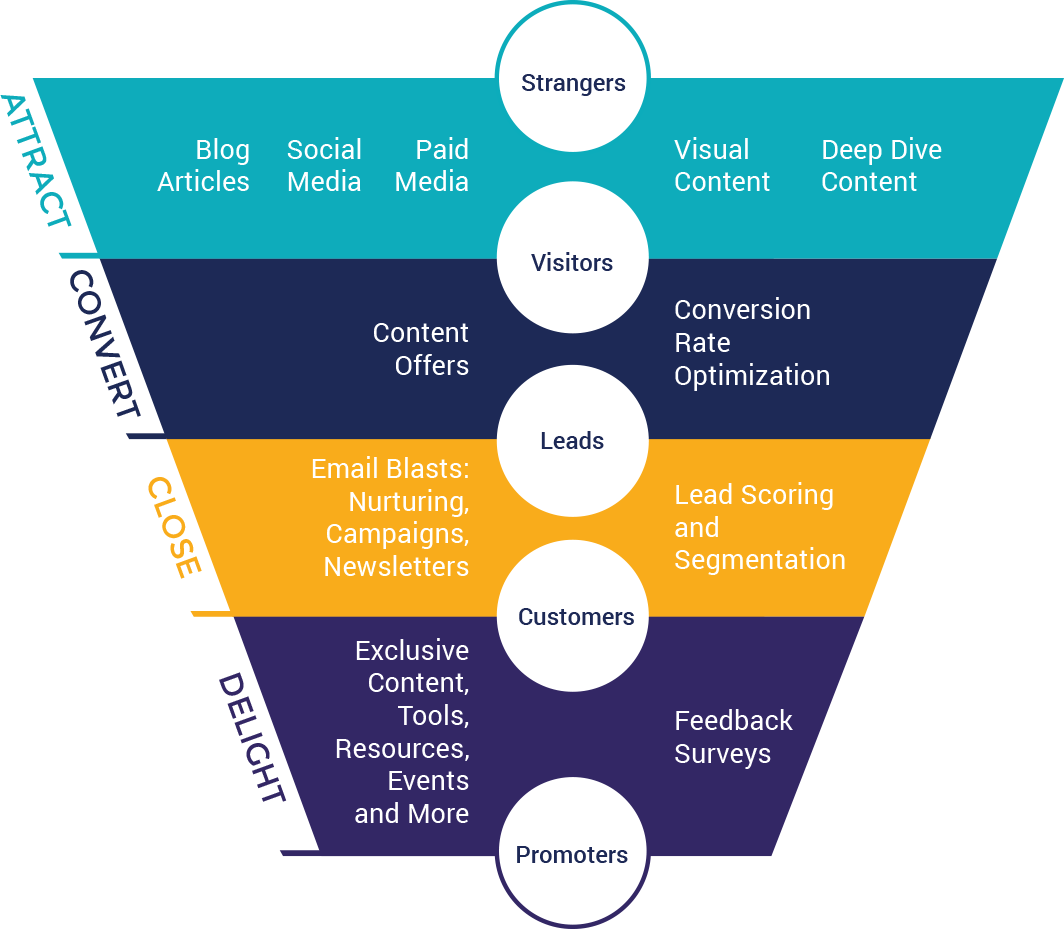 Strangers
ATTRACT
Blog
Articles
Social
Media
Paid
Media
Visual
Content
Deep Dive
Content
Visitors
CONVERT
Content
Offers
Conversion
Rate
Optimization
Leads
CLOSE
Email Blasts:
Nurturing,
Campaigns,
Newsletters
Lead Scoring
and
Segmentation
Customers
DELIGHT
Exclusive
Content,
Tools,
Resources,
Events
and More
Feedback
Surveys
Promoters